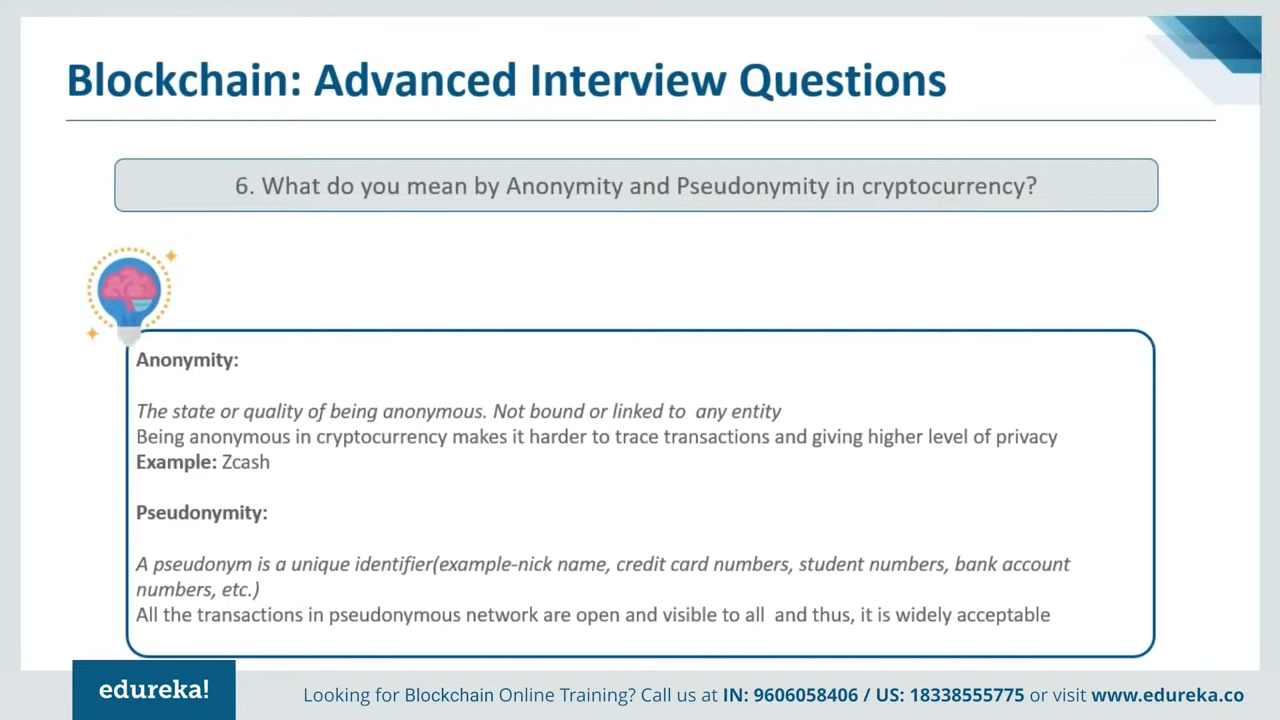 Blockchain: Advanced Interview Questions
6. What do you mean by Anonymity and Pseudonymity in cryptocurrency?
Anonymity:
The state or quality of being anonymous. Not bound or linked to any entity
Being anonymous in cryptocurrency makes it harder to trace transactions and giving higher level of privacy
Example: Zcash
Pseudonymity:
A pseudonym is a unique identifier(example-nick name, credit card numbers, student numbers, bank account
numbers, etc.)
All the transactions in pseudonymous network are open and visible to all and thus, it is widely acceptable
edureka!
Looking for Blockchain Online Training? Call us at IN: 9606058406 / US: 18338555775 or visit www.edureka.co